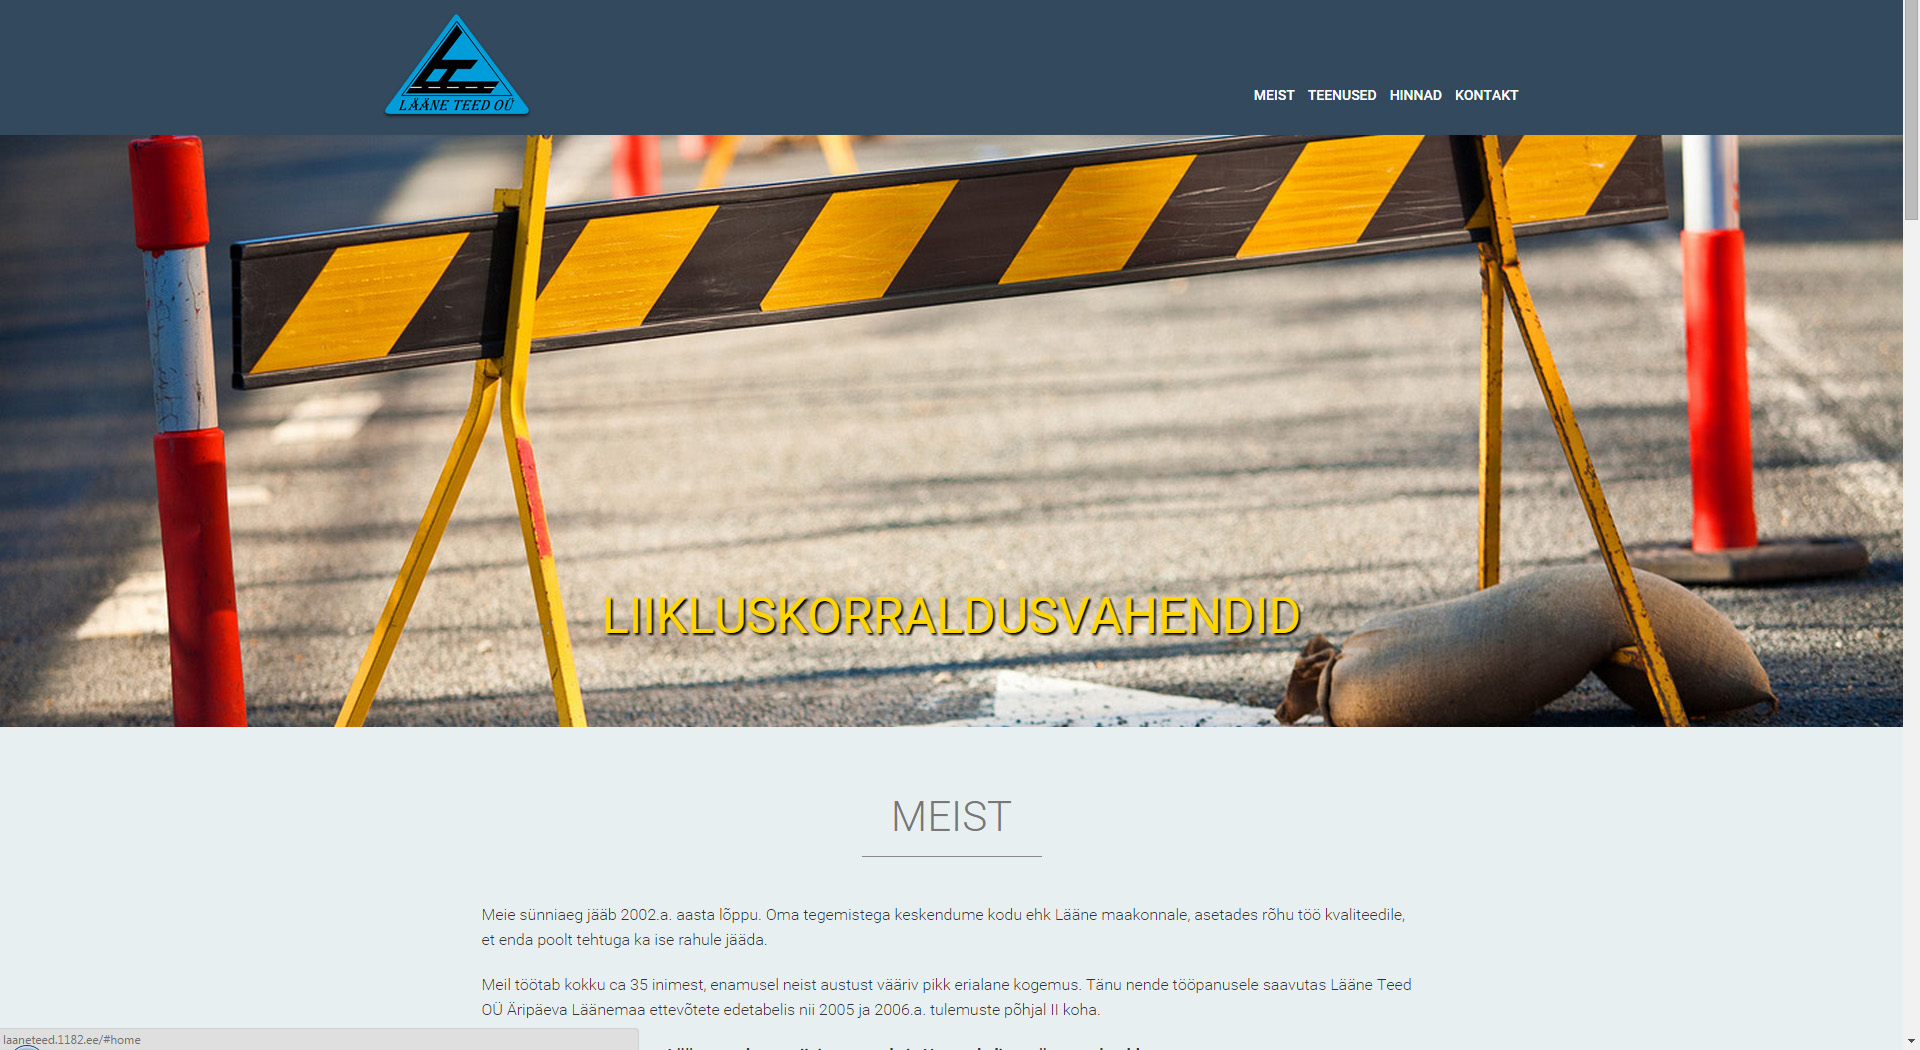 LÄÄNE TEED OÜ
MEIST TEENUSED HINNAD KONTAKT
LIIKLUSKORRALDUSVAHENDID
MEIST
Meie sünniaeg jääb 2002.a. aasta lõppu. Oma tegemistega keskendume kodu ehk Lääne maakonnale, asetades rõhu töö kvaliteedile,
et enda poolt tehtuga ka ise rahule jääda.
Meil töötab kokku ca 35 inimest, enamusel neist austust vääriv pikk erialane kogemus. Tänu nende tööpanusele saavutas Lääne Teed
OÜ Äripäeva Läänemaa ettevõtete edetabelis nii 2005 ja 2006.a. tulemuste põhjal II koha.
laaneteed.1182.ee/#home